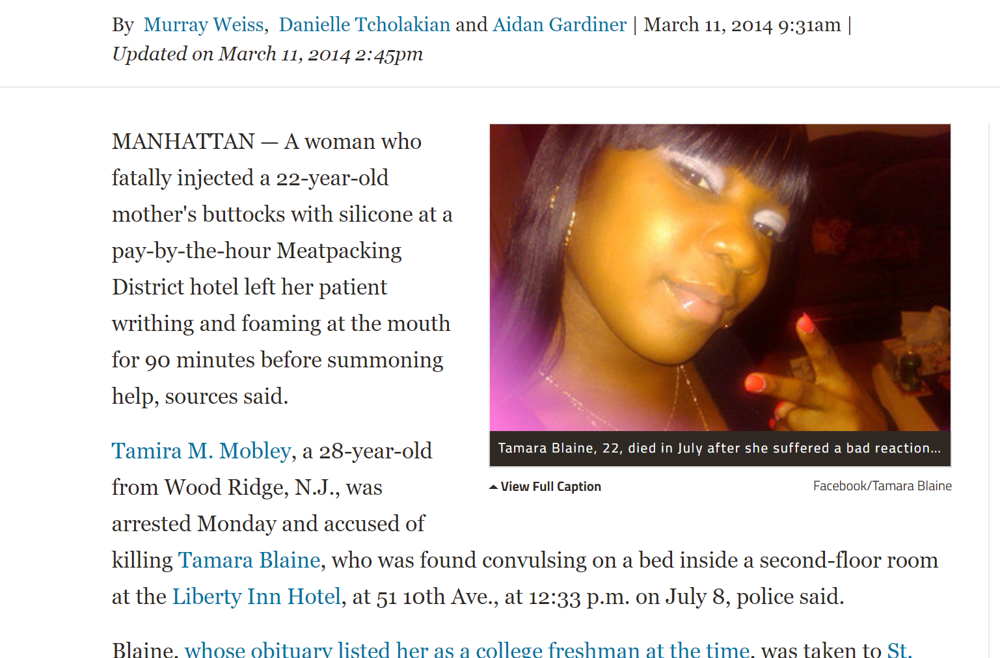 By Murray Weiss, Danielle Tcholakian and Aidan Gardiner | March 11, 2014 9:31am |
Updated on March 11, 2014 2:45pm
MANHATTAN — A woman who
fatally injected a 22-year-old
mother's buttocks with silicone at a
pay-by-the-hour Meatpacking
District hotel left her patient
writhing and foaming at the mouth
for 90 minutes before summoning
help, sources said.
Tamara Blaine, 22, died in July after she suffered a bad reaction...
View Full Caption
Facebook/Tamara Blaine
Tamira M. Mobley, a 28-year-old
from Wood Ridge, N.J., was
arrested Monday and accused of
killing Tamara Blaine, who was found convulsing on a bed inside a second-floor room
at the Liberty Inn Hotel, at 51 10th Ave., at 12:33 p.m. on July 8, police said.
Blaine, whose obituary listed her as a college freshman at the time, was taken to St.